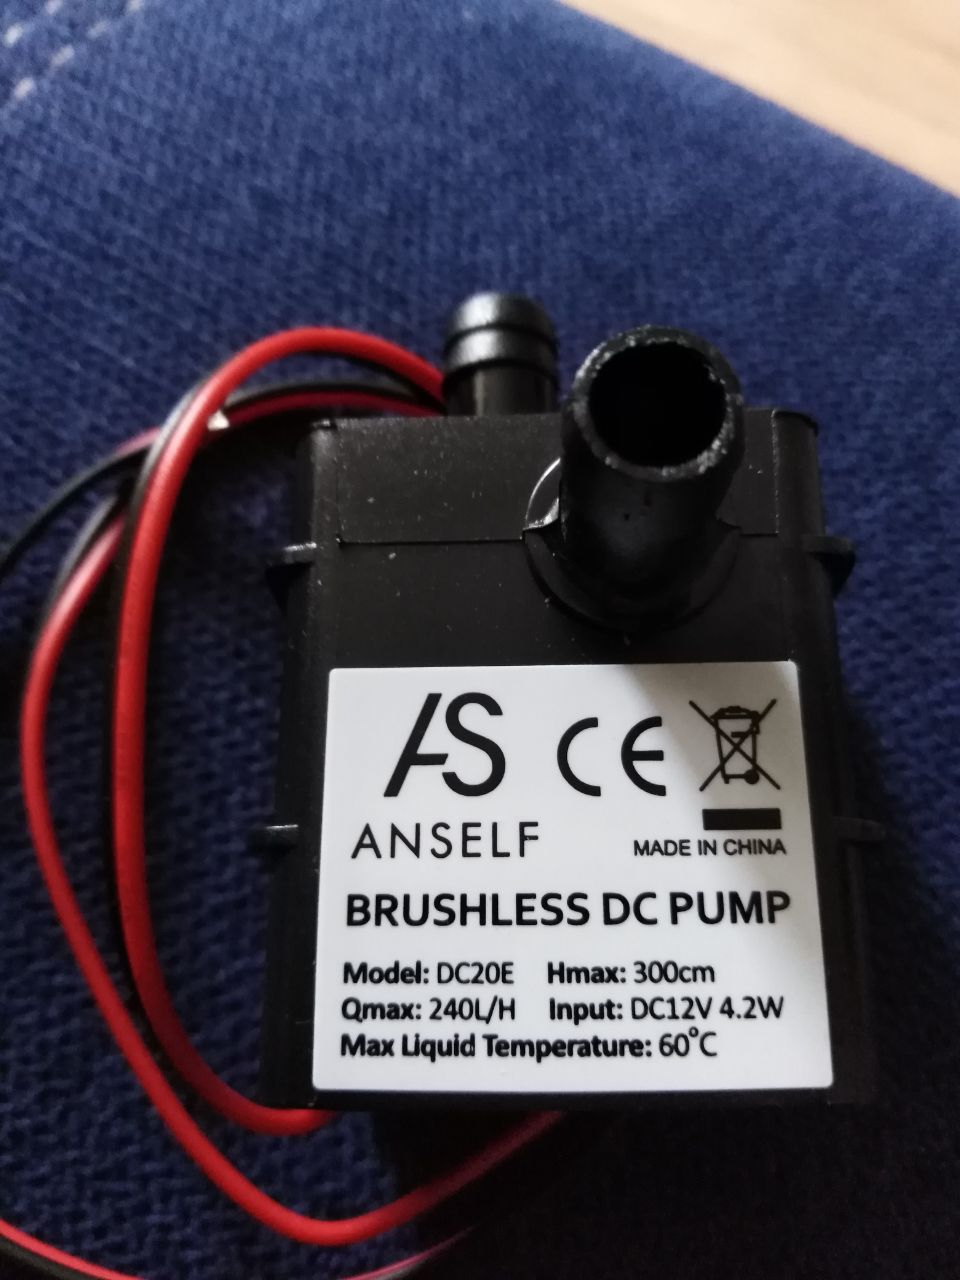 AS CE
ANSELF MADE IN CHINA
BRUSHLESS DC PUMP
Model: DC20E Hmax: 300cm
Qmax: 240L/H Input: DC12V 4.2W
Max Liquid Temperature: 60°C